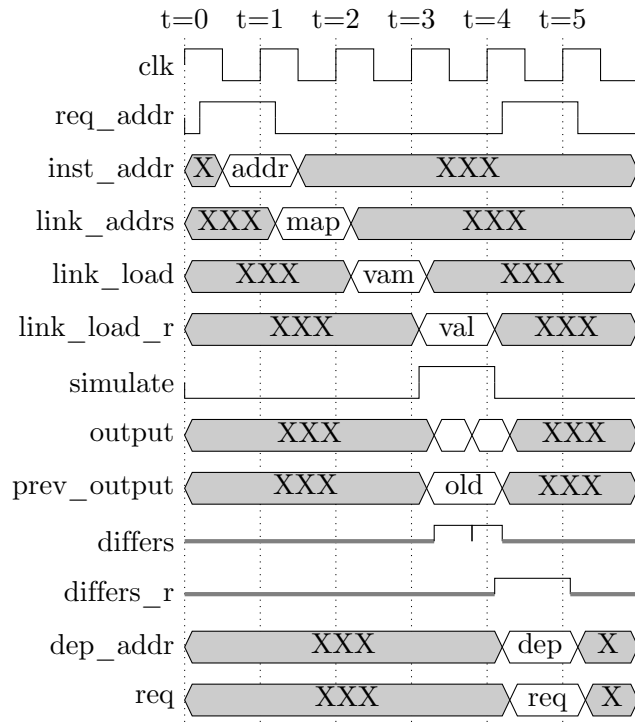 t=0 t=1 t=2 t=3 t=4 t=5
clk
req_addr
inst_addr X addr XXX
link_addrs XXX map XXX
link_load XXX vam XXX
link_load_r XXX val XXX
simulate
output XXX XXX
prev_output XXX old XXX
differs
differs_r
dep_addr XXX dep X
req XXX req X